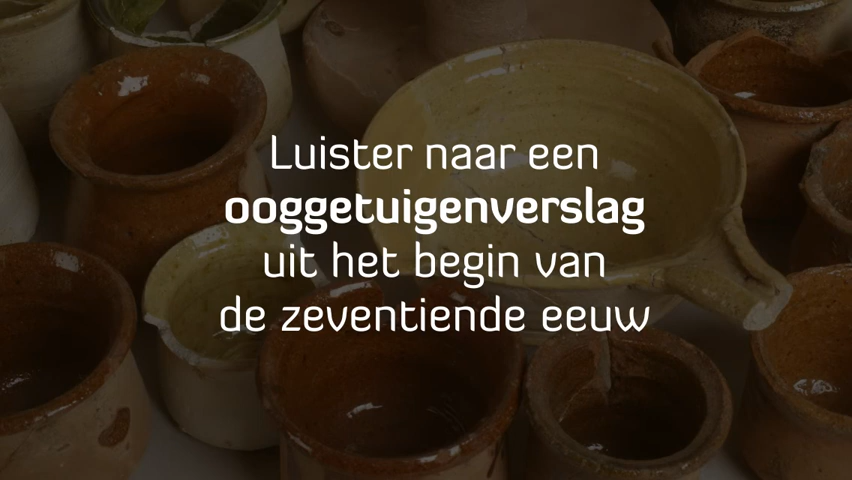 Luister naar een
ooggetuigenverslag
uit het begin van
de zeventiende eeuw